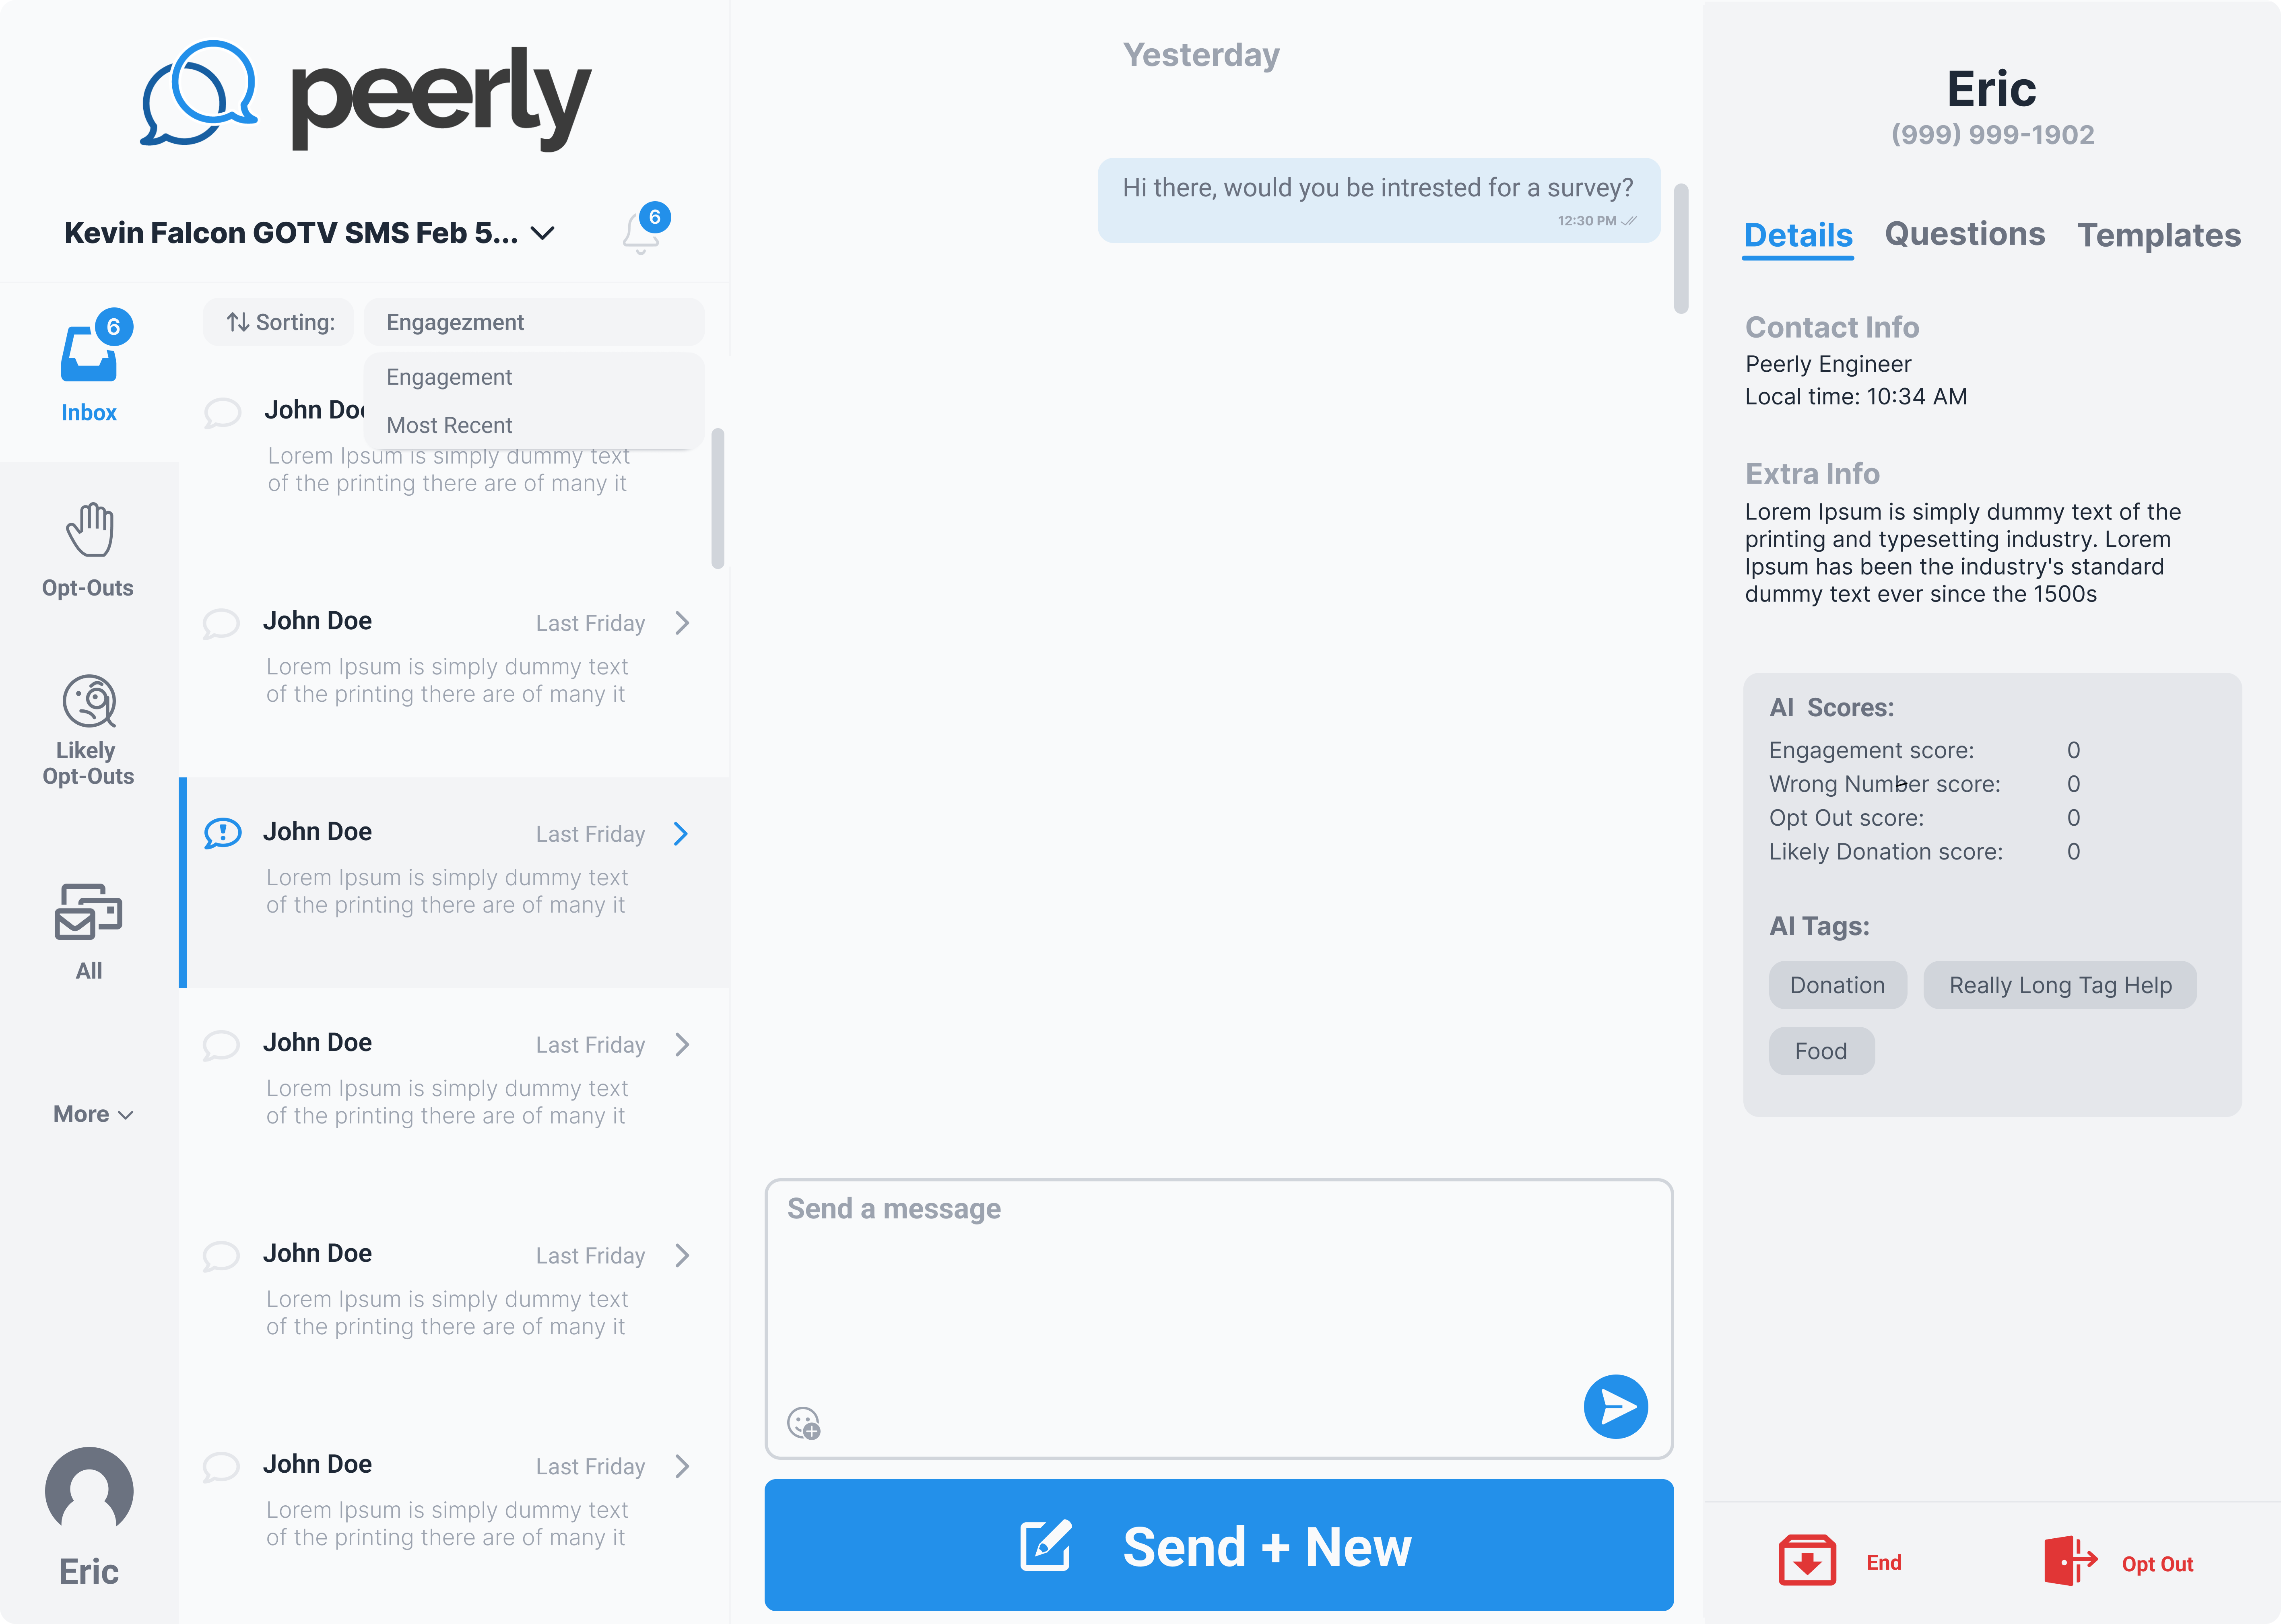 peerly
Kevin Falcon GOTV SMS Feb 5...
6
6
Inbox
Opt-Outs
Likely
Opt-Outs
All
More
Eric
Sorting:
Engagezment
Engagement
Most Recent
John Doe
Lorem Ipsum is simply dummy text
of the printing there are of many it
John Doe
Last Friday
Lorem Ipsum is simply dummy text
of the printing there are of many it
John Doe
Last Friday
Lorem Ipsum is simply dummy text
of the printing there are of many it
John Doe
Last Friday
Lorem Ipsum is simply dummy text
of the printing there are of many it
John Doe
Last Friday
Lorem Ipsum is simply dummy text
of the printing there are of many it
John Doe
Last Friday
Lorem Ipsum is simply dummy text
of the printing there are of many it
Yesterday
Hi there, would you be intrested for a survey?
12:30 PM
Send a message
Send + New
Eric
(999) 999-1902
Details Questions Templates
Contact Info
Peerly Engineer
Local time: 10:34 AM
Extra Info
Lorem Ipsum is simply dummy text of the
printing and typesetting industry. Lorem
Ipsum has been the industry's standard
dummy text ever since the 1500s
AI Scores:
Engagement score: 0
Wrong Number score: 0
Opt Out score: 0
Likely Donation score: 0
AI Tags:
Donation
Really Long Tag Help
Food
End
Opt Out